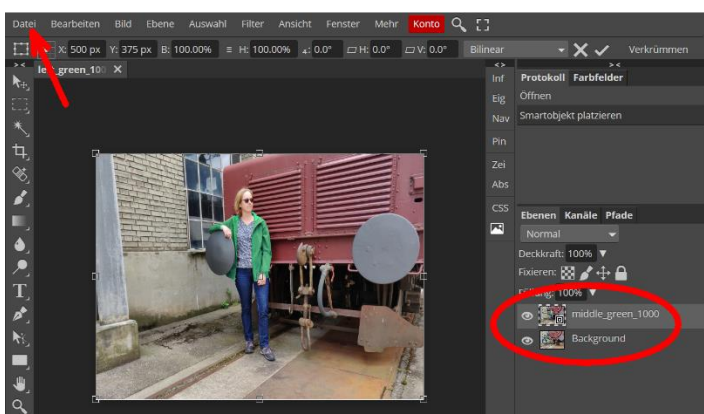 Datei Bearbeiten Bild Ebene Auswahl Filter Ansicht Fenster Mehr Konto
X: 500 px Y: 375 px B: 100.00% H: 100.00% 0.0° H: 0.0° V: 0.0° Bilinear Verkrümmen
green_100
Inf
Eig
Nav
Pin
Zei
Abs
CSS
Protokoll Farbfelder
Öffnen
Smartobjekt platzieren
Ebenen Kanäle Pfade
Normal
Deckkraft: 100%
Fixieren:
100%
middle_green_1000
Background